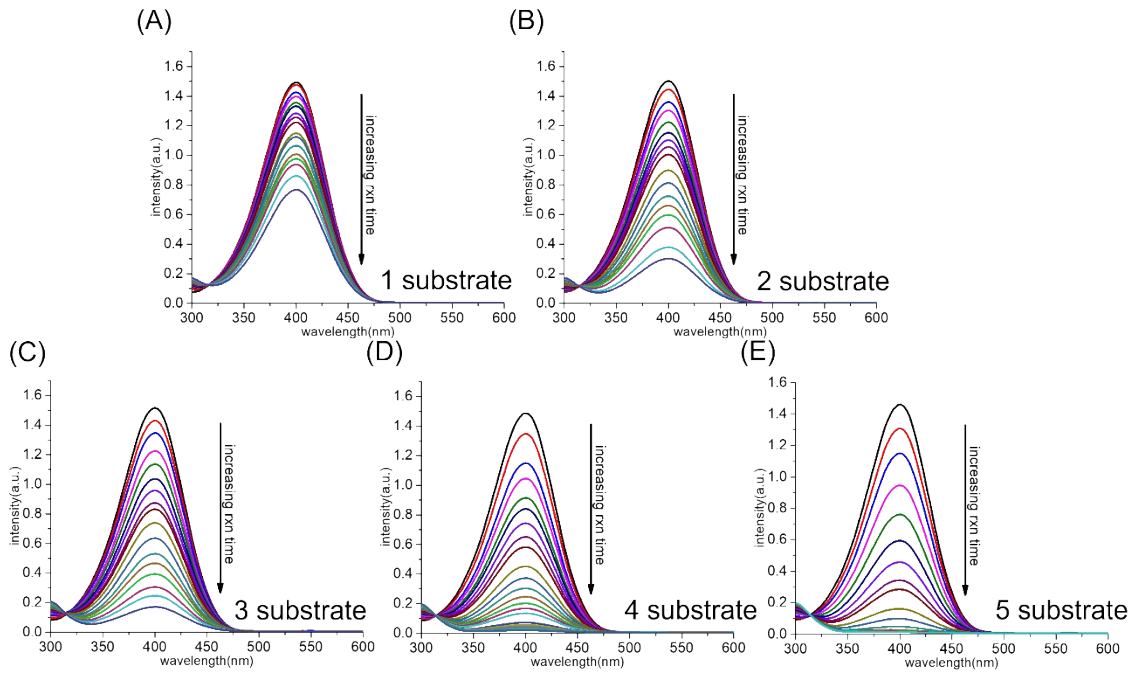 (A)
(B)
intensity(a.u.)
1.6
1.4
1.2
1.0
0.8
0.6
0.4
0.2
0.0
increasing rxn time
1 substrate
300 350 400 450 500 550 600
wavelength(nm)
intensity(a.u.)
1.6
1.4
1.2
1.0
0.8
0.6
0.4
0.2
0.0
increasing rxn time
2 substrate
300 350 400 450 500 550 600
wavelength(nm)
(C)
(D)
(E)
intensity(a.u.)
1.6
1.4
1.2
1.0
0.8
0.6
0.4
0.2
0.0
increasing rxn time
3 substrate
300 350 400 450 500 550 600
wavelength(nm)
intensity(a.u.)
1.6
1.4
1.2
1.0
0.8
0.6
0.4
0.2
0.0
increasing rxn time
4 substrate
300 350 400 450 500 550 600
wavelength(nm)
intensity(a.u.)
1.6
1.4
1.2
1.0
0.8
0.6
0.4
0.2
0.0
increasing rxn time
5 substrate
300 350 400 450 500 550 600
wavelength(nm)